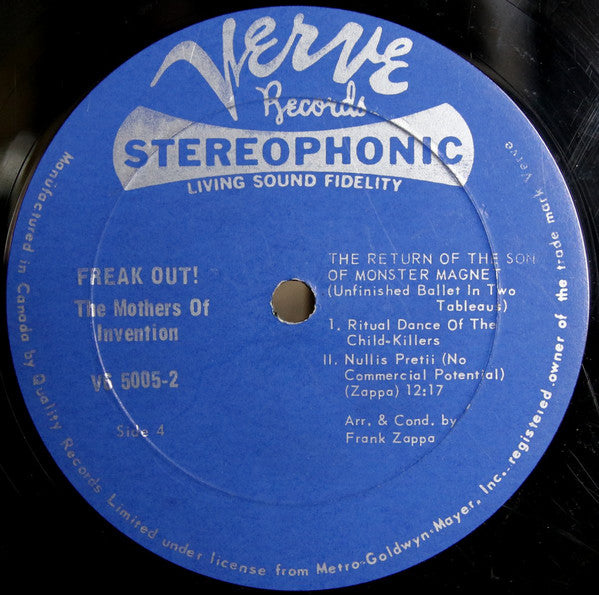 Verve
Records
STEREOPHONIC
LIVING SOUND FIDELITY
FREAK OUT!
The Mothers Of
Invention
V6 5005-2
Side 4
THE RETURN OF THE SON
OF MONSTER MAGNET
(Unfinished Ballet In Two
Tableaus)
I. Ritual Dance Of The
Child-Killers
II. Nullis Pretii (No
Commercial Potential)
(Zappa) 12:17
Arr. & Cond. by
Frank Zappa
Manufactured in Canada by Quality Records Limited under license from Metro-Goldwyn-Mayer, Inc., registered owner of the trade mark Verve